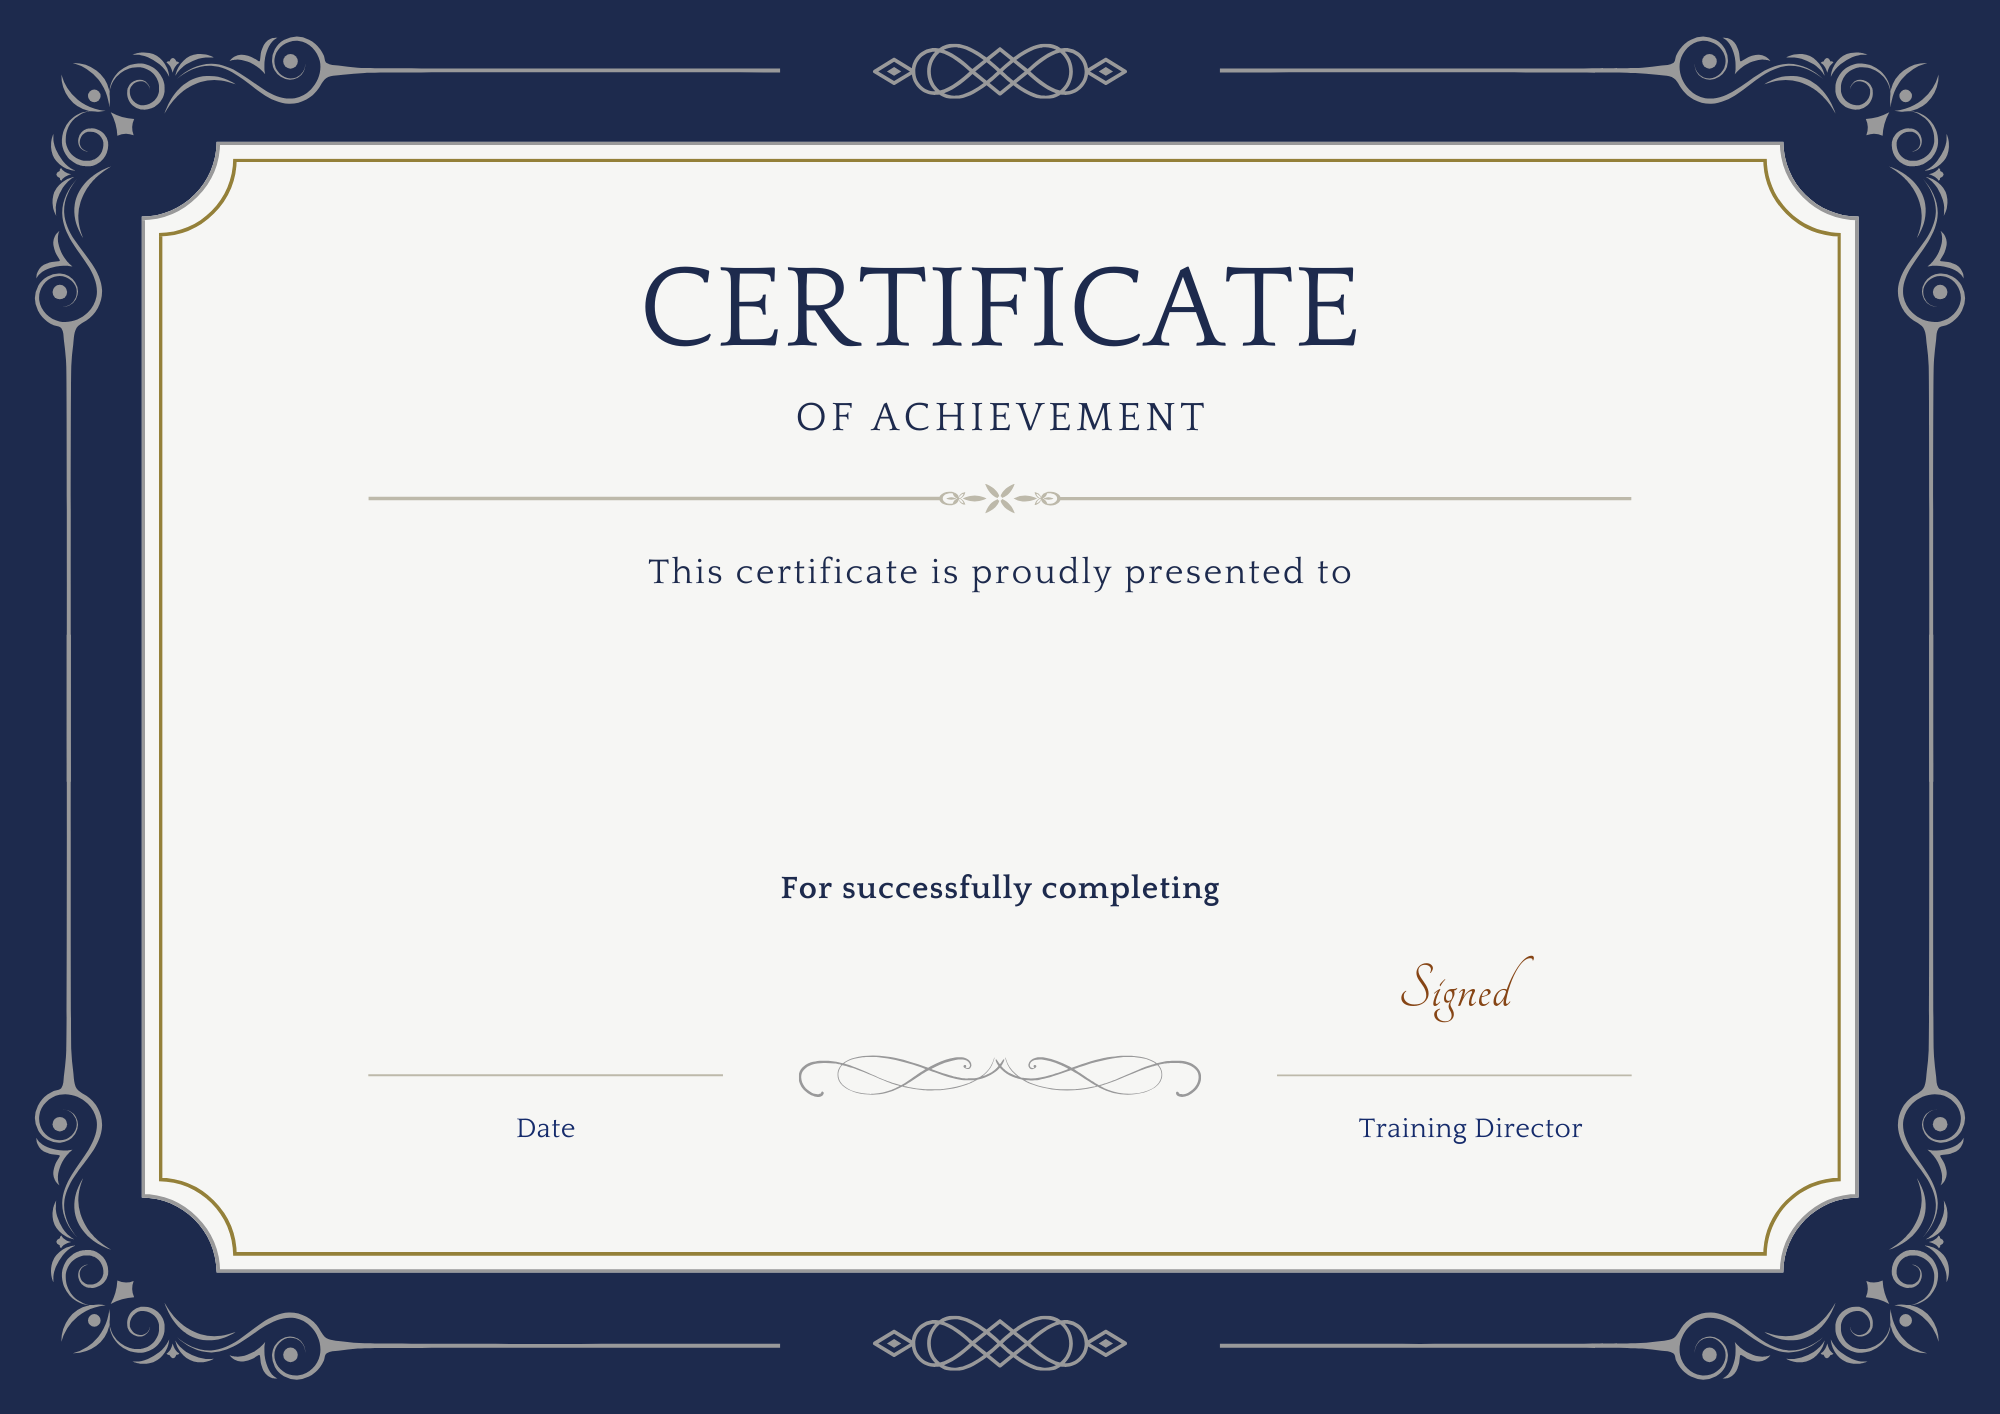 CERTIFICATE
OF ACHIEVEMENT
This certificate is proudly presented to
For successfully completing
Signed
Date
Training Director